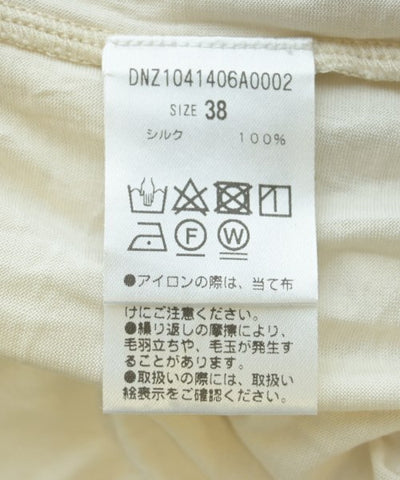 DNZ1041406A0002
SIZE 38
シルク 100%
F W
●アイロンの際は、当て布
けにご注意ください。
●繰り返しの摩擦により、
毛羽立ちや、毛玉が発生す
ることがあります。
●取扱いの際には、取扱い
絵表示をご確認ください。